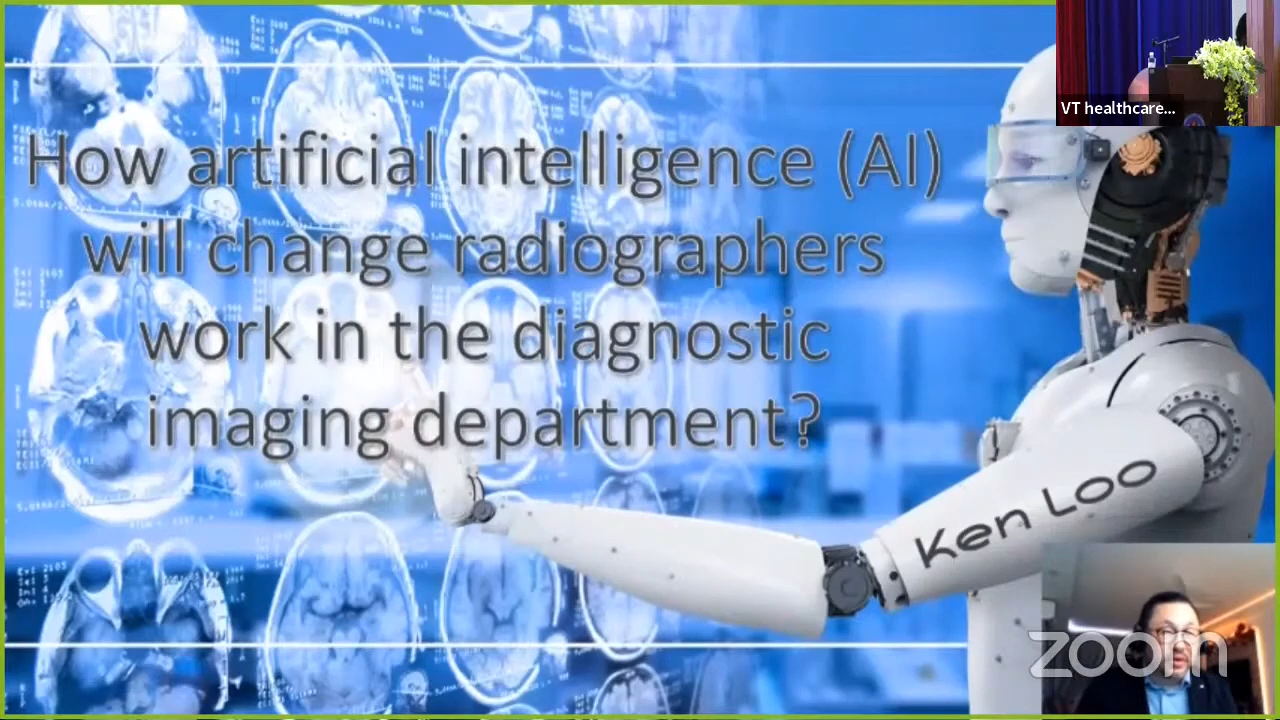 How artificial intelligence (AI)
will change radiographers
work in the diagnostic
imaging department?
VT healthcare...
Ken Loo
zoom